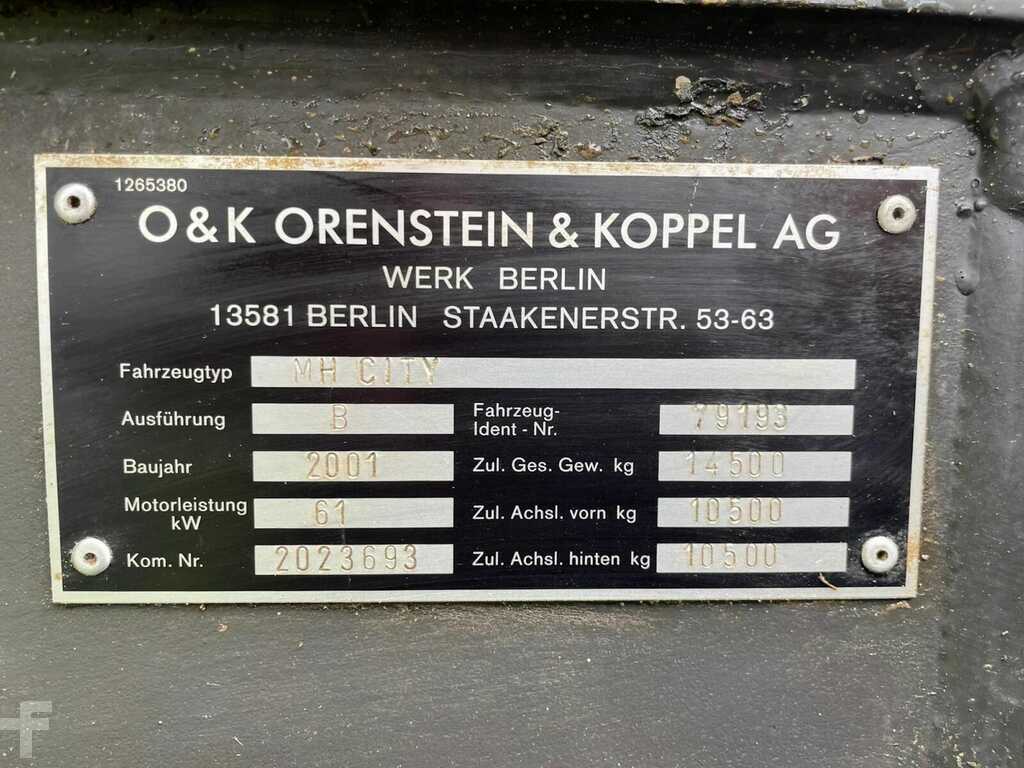 1265380
O & K ORENSTEIN & KOPPEL AG
WERK BERLIN
13581 BERLIN STAAKENERSTR. 53-63
Fahrzeugtyp MH CITY
Ausführung B
Fahrzeug-
Ident - Nr. 79193
Baujahr 2001
Zul. Ges. Gew. kg 14500
Motorleistung
kW 61
Zul. Achsl. vorn kg 10500
Kom. Nr. 2023693
Zul. Achsl. hinten kg 10500
F